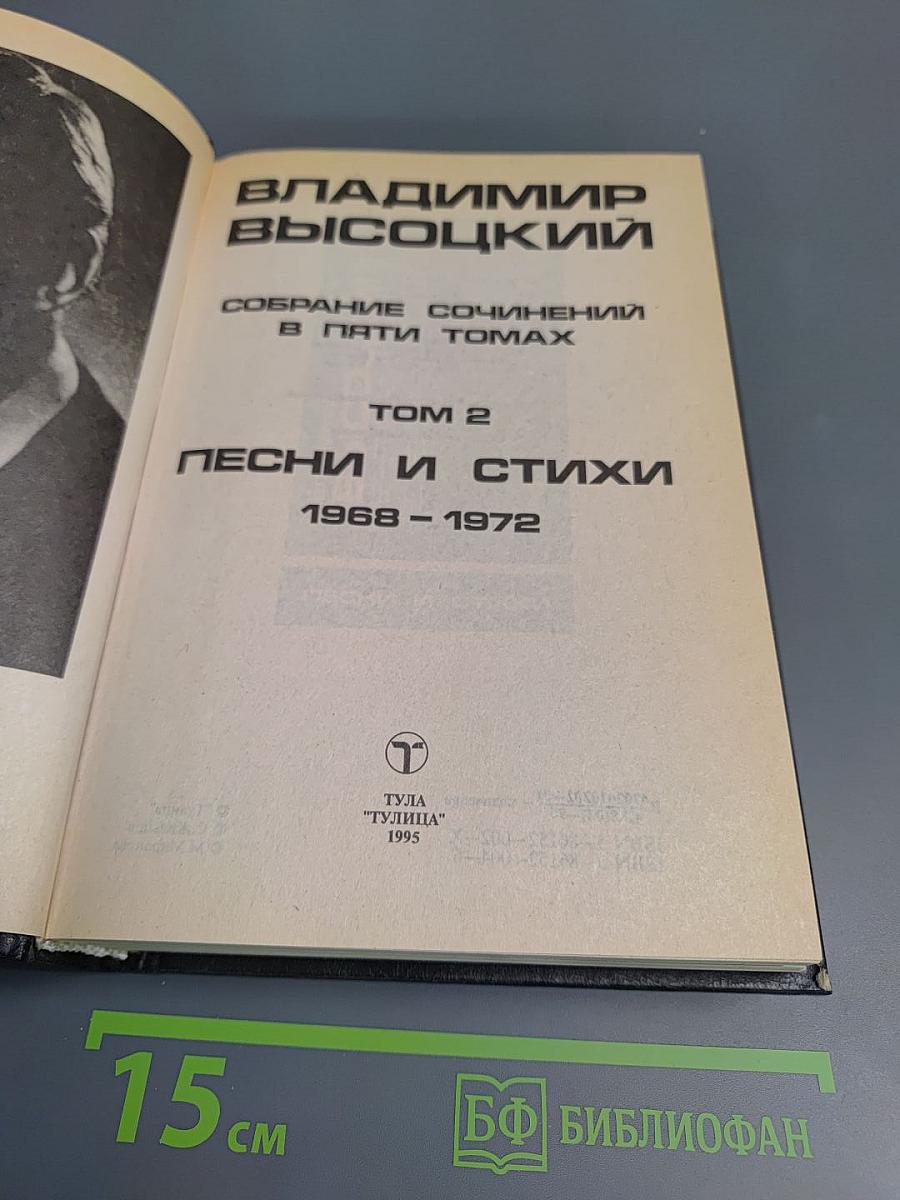 ВЛАДИМИР
ВЫСОЦКИЙ
СОБРАНИЕ СОЧИНЕНИЙ
В ПЯТИ ТОМАХ
ТОМ 2
ПЕСНИ И СТИХИ
1968 – 1972
ТУЛА
"ТУЛИЦА"
1995
15 см
БФ БИБЛИОФАН